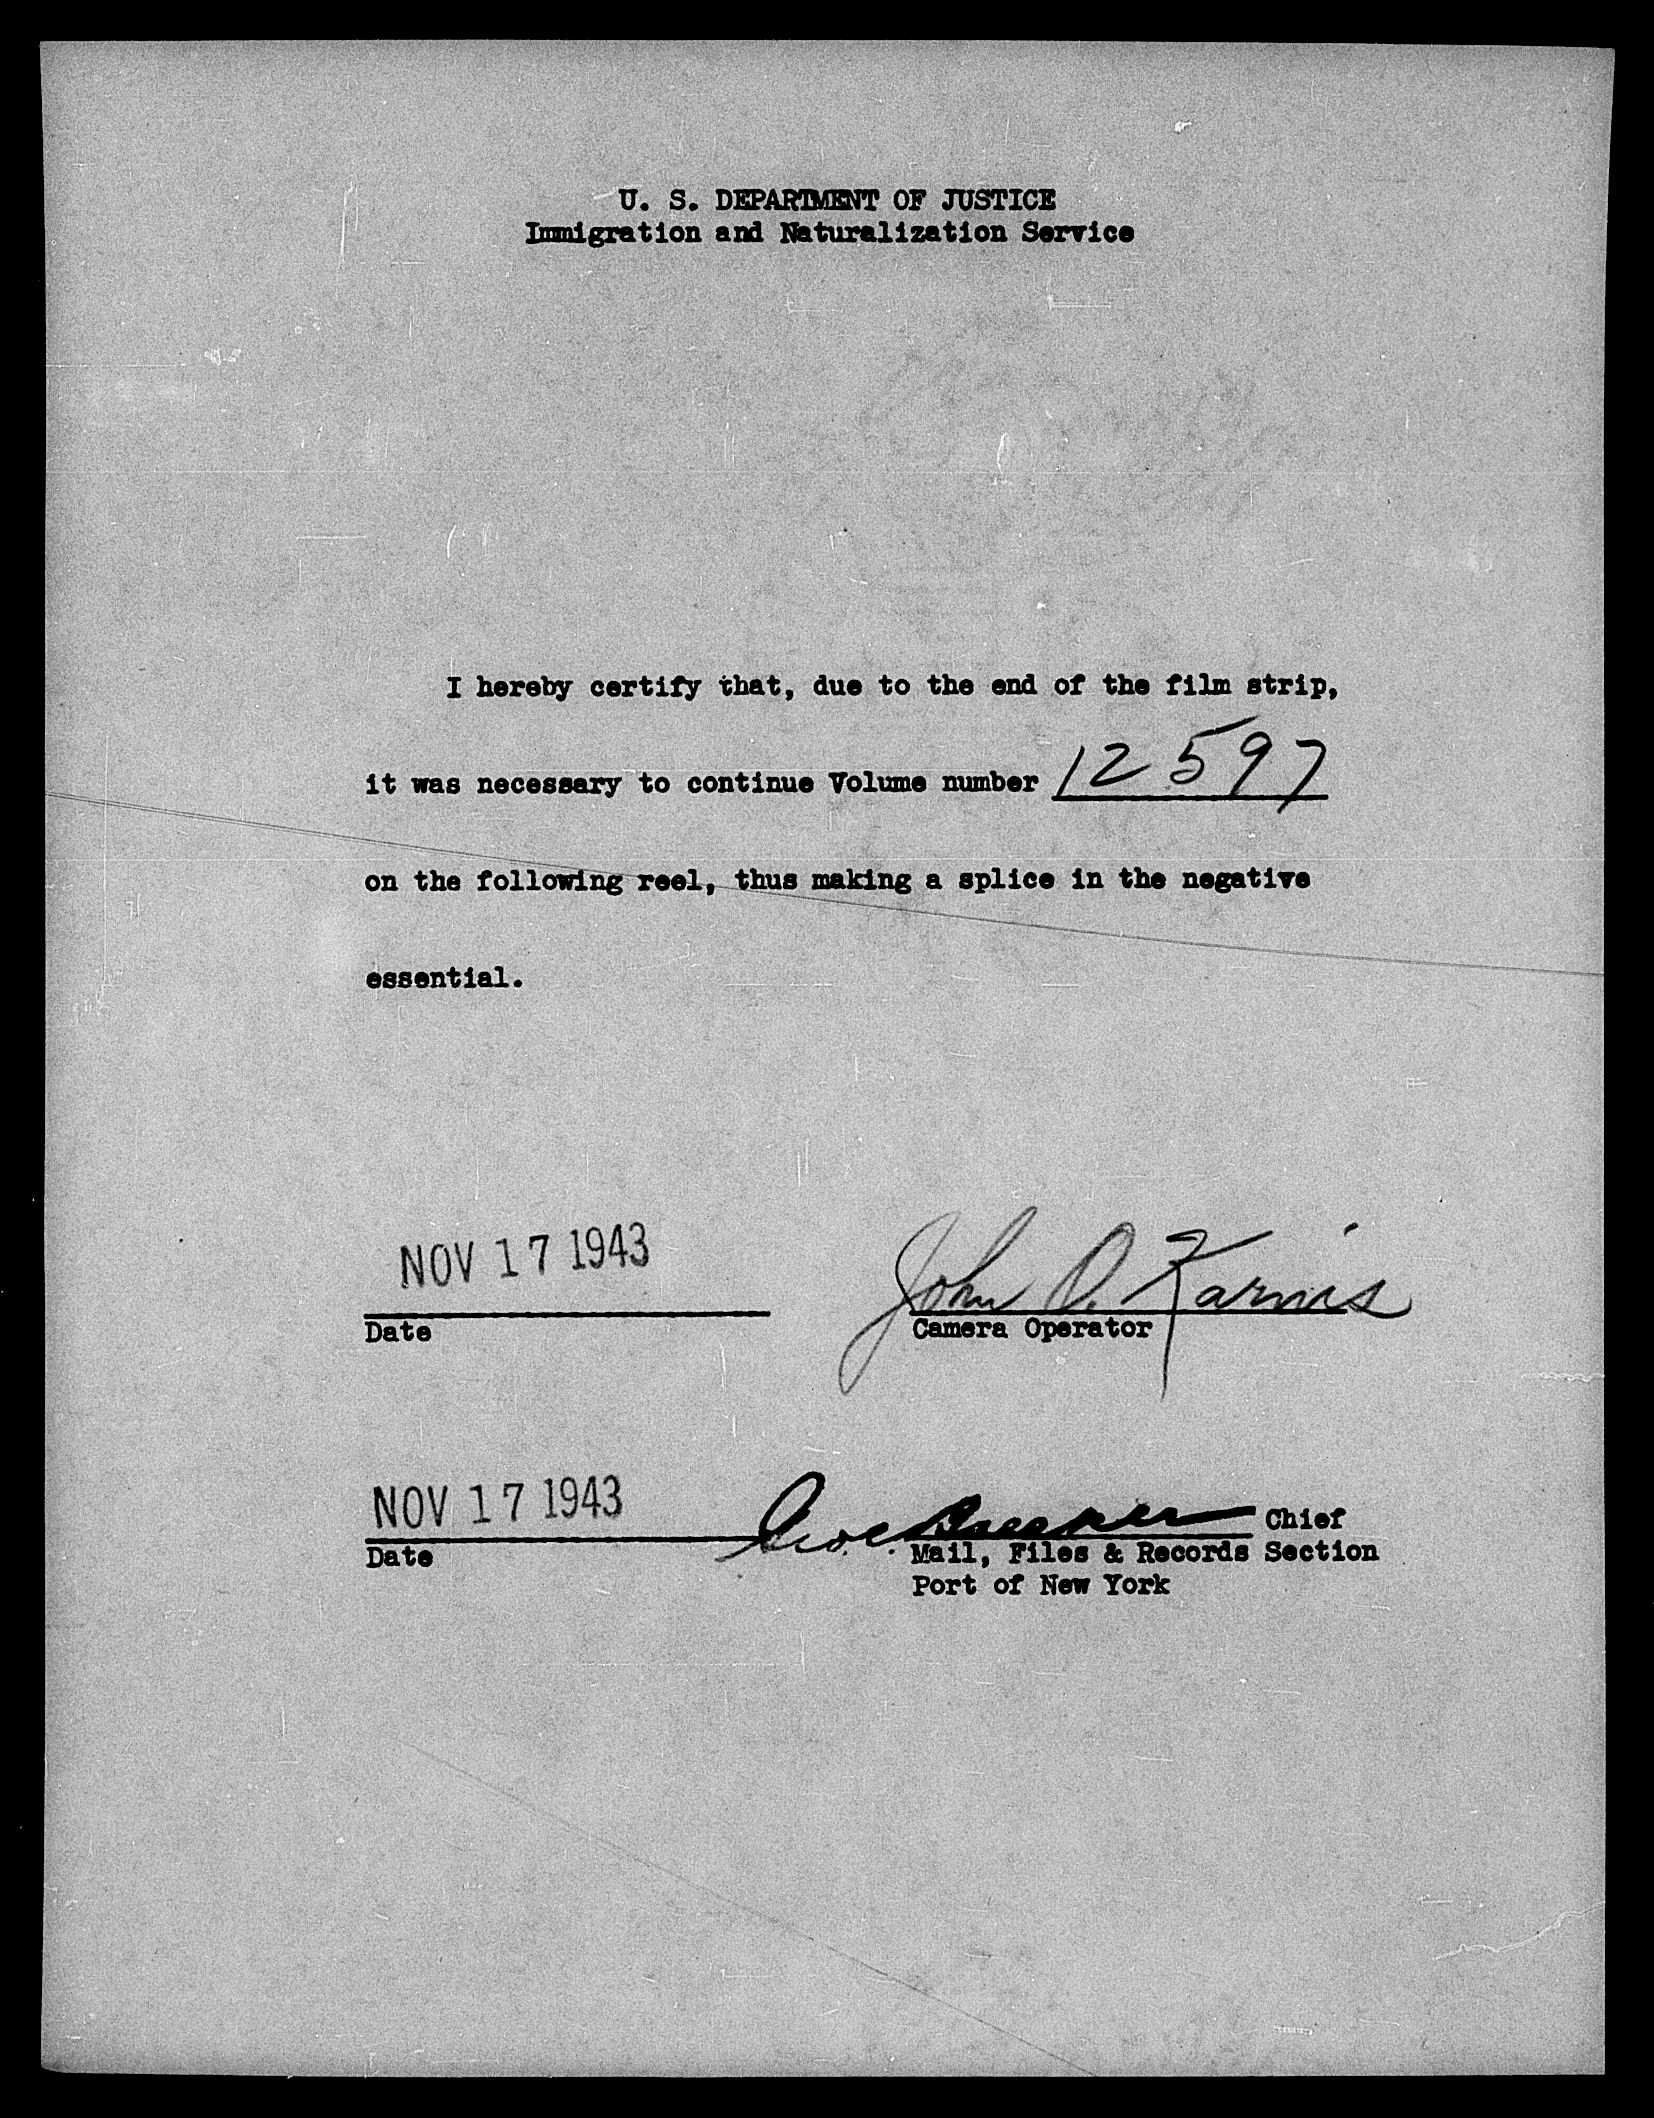 U. S. DEPARTMENT OF JUSTICE
Immigration and Naturalization Service
I hereby certify that, due to the end of the film strip,
it was necessary to continue Volume number 12597
on the following reel, thus making a splice in the negative
essential.
NOV 17 1943
John O. Karnis
Date
Camera Operator
NOV 17 1943
Chief
Date
Mail, Files & Records Section
Port of New York